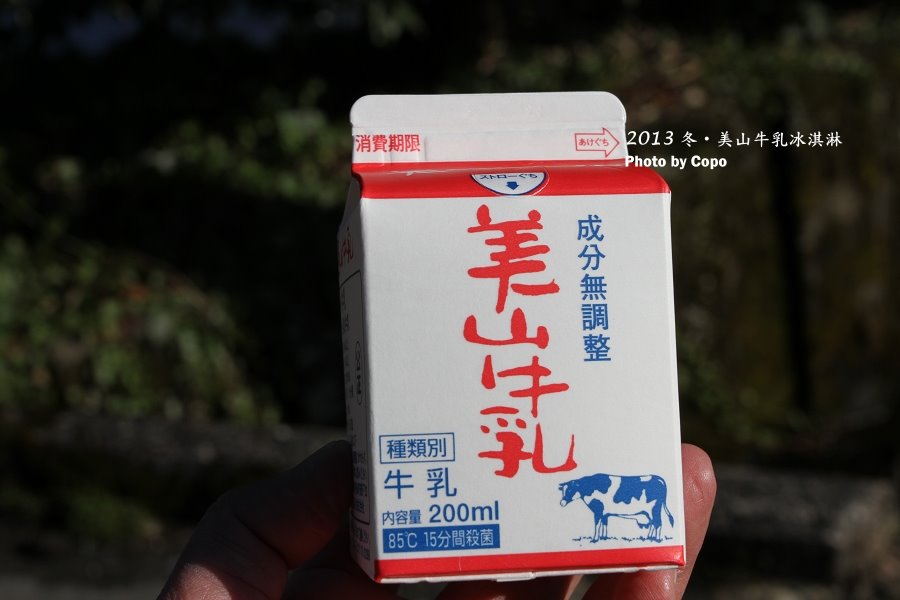 消費期限
あけぐち
2013 冬・美山牛乳冰淇淋
Photo by Copo
ストローぐち
美山牛乳
成分無調整
種類別
牛乳
内容量 200ml
85℃ 15分間殺菌